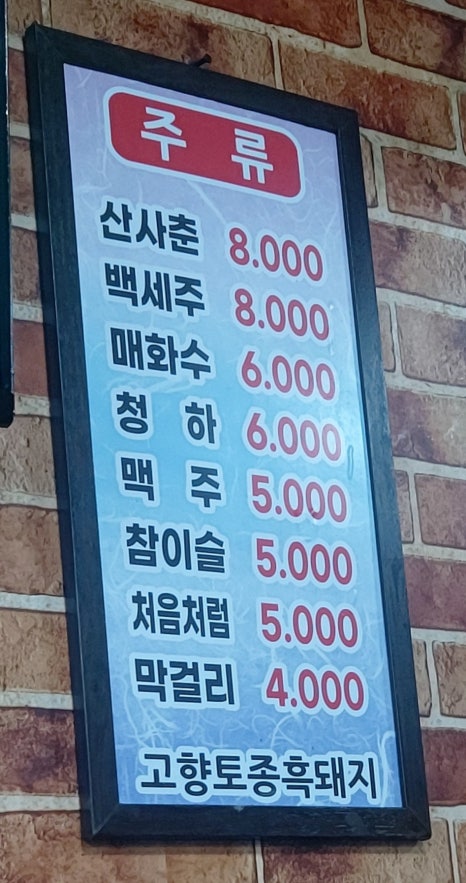 주 류
산사춘 8.000
백세주 8.000
매화수 6.000
청 하 6.000
맥 주 5.000
참이슬 5.000
처음처럼 5.000
막걸리 4.000
고향토종흑돼지